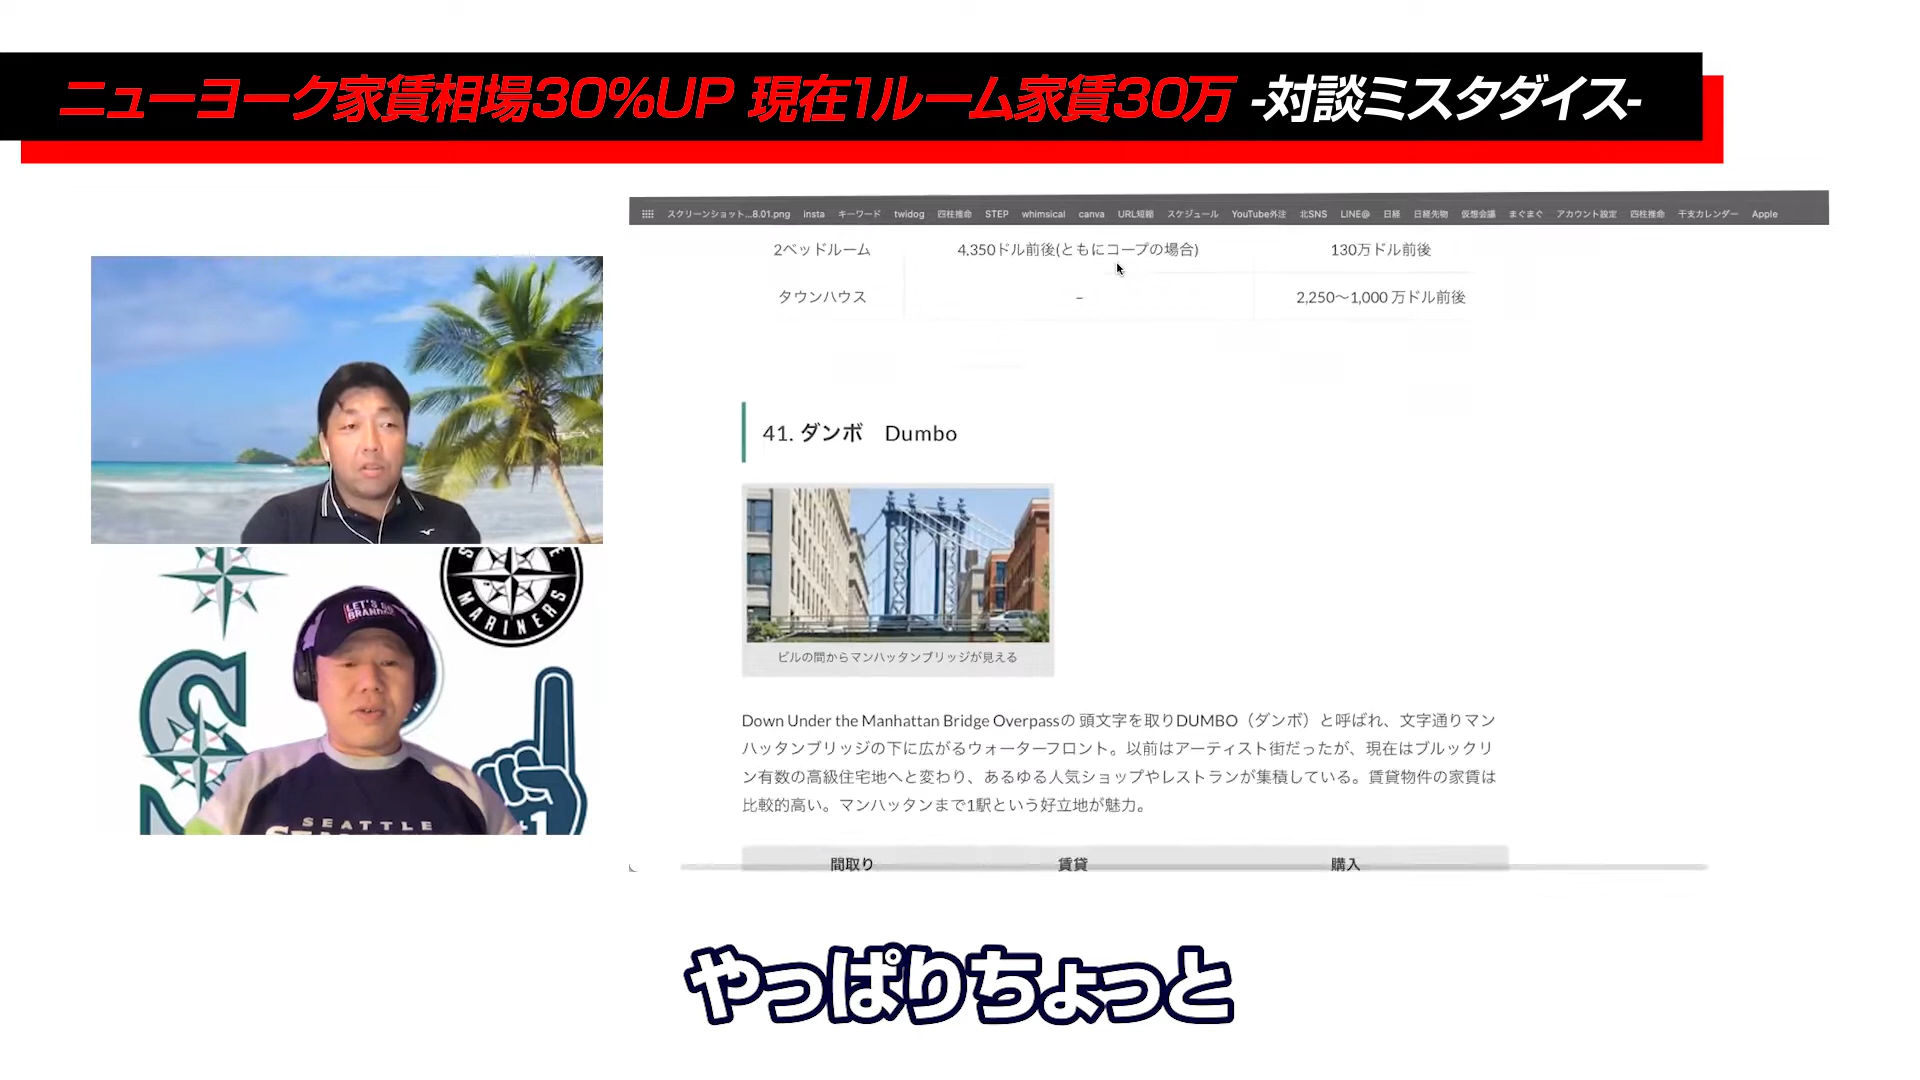 ニューヨーク家賃相場30%UP 現在1ルーム家賃30万 -対談ミスタダイス-
スクリーンショット...8.01.png insta キーワード twidog 四柱推命 STEP whimsical canva URL短縮 スケジュール YouTube外注 北SNS LINE@ 日経 日経先物 仮想会議 まぐまぐ アカウント設定 四柱推命 干支カレンダー Apple
2ベッドルーム 4,350ドル前後(ともにコープの場合) 130万ドル前後
タウンハウス – 2,250〜1,000 万ドル前後
41. ダンボ Dumbo
ビルの間からマンハッタンブリッジが見える
Down Under the Manhattan Bridge Overpassの 頭文字を取りDUMBO（ダンボ）と呼ばれ、文字通りマン
ハッタンブリッジの下に広がるウォーターフロント。以前はアーティスト街だったが、現在はブルックリ
ン有数の高級住宅地へと変わり、あるゆる人気ショップやレストランが集積している。賃貸物件の家賃は
比較的高い。マンハッタンまで1駅という好立地が魅力。
間取り 賃貸 購入
MARINERS
LET'S GO
SEATTLE
#1
やっぱりちょっと